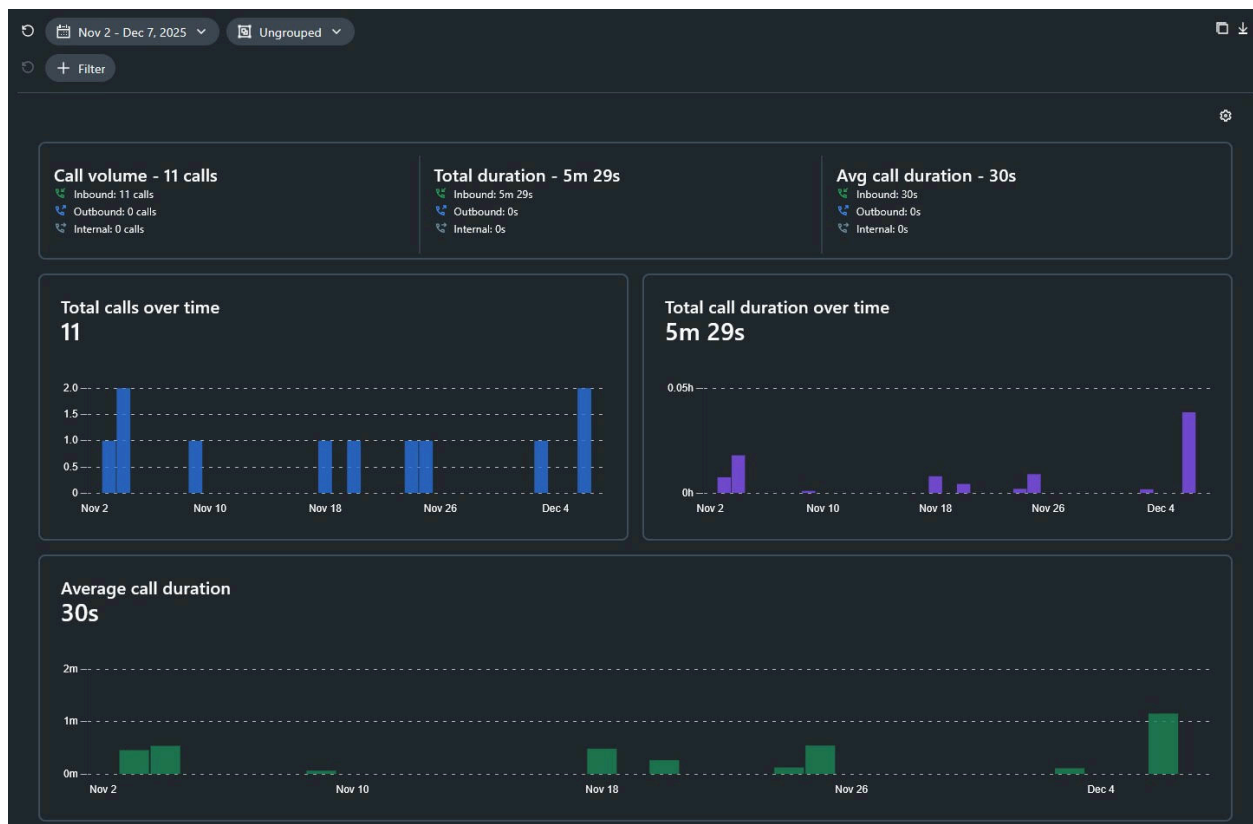 Nov 2 - Dec 7, 2025
Ungrouped
+ Filter
Call volume - 11 calls
Inbound: 11 calls
Outbound: 0 calls
Internal: 0 calls
Total duration - 5m 29s
Inbound: 5m 29s
Outbound: 0s
Internal: 0s
Avg call duration - 30s
Inbound: 30s
Outbound: 0s
Internal: 0s
Total calls over time
11
2.0
1.5
1.0
0.5
0
Nov 2 Nov 10 Nov 18 Nov 26 Dec 4
Total call duration over time
5m 29s
0.05h
0h
Nov 2 Nov 10 Nov 18 Nov 26 Dec 4
Average call duration
30s
2m
1m
0m
Nov 2 Nov 10 Nov 18 Nov 26 Dec 4